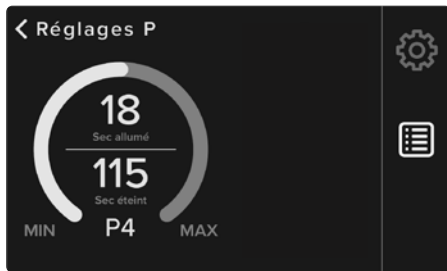 Réglages P
18
Sec allumé
115
Sec éteint
MIN P4 MAX